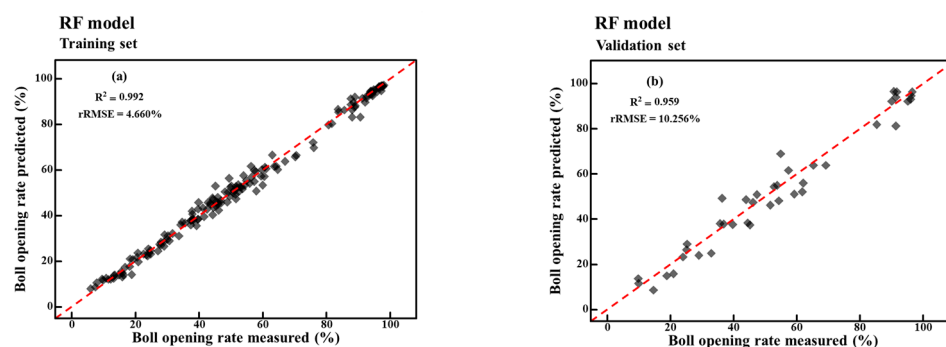 RF model
Training set
(a)
R² = 0.992
rRMSE = 4.660%
Boll opening rate predicted (%)
100
80
60
40
20
0
0 20 40 60 80 100
Boll opening rate measured (%)
RF model
Validation set
(b)
R² = 0.959
rRMSE = 10.256%
Boll opening rate predicted (%)
100
80
60
40
20
0
0 20 40 60 80 100
Boll opening rate measured (%)